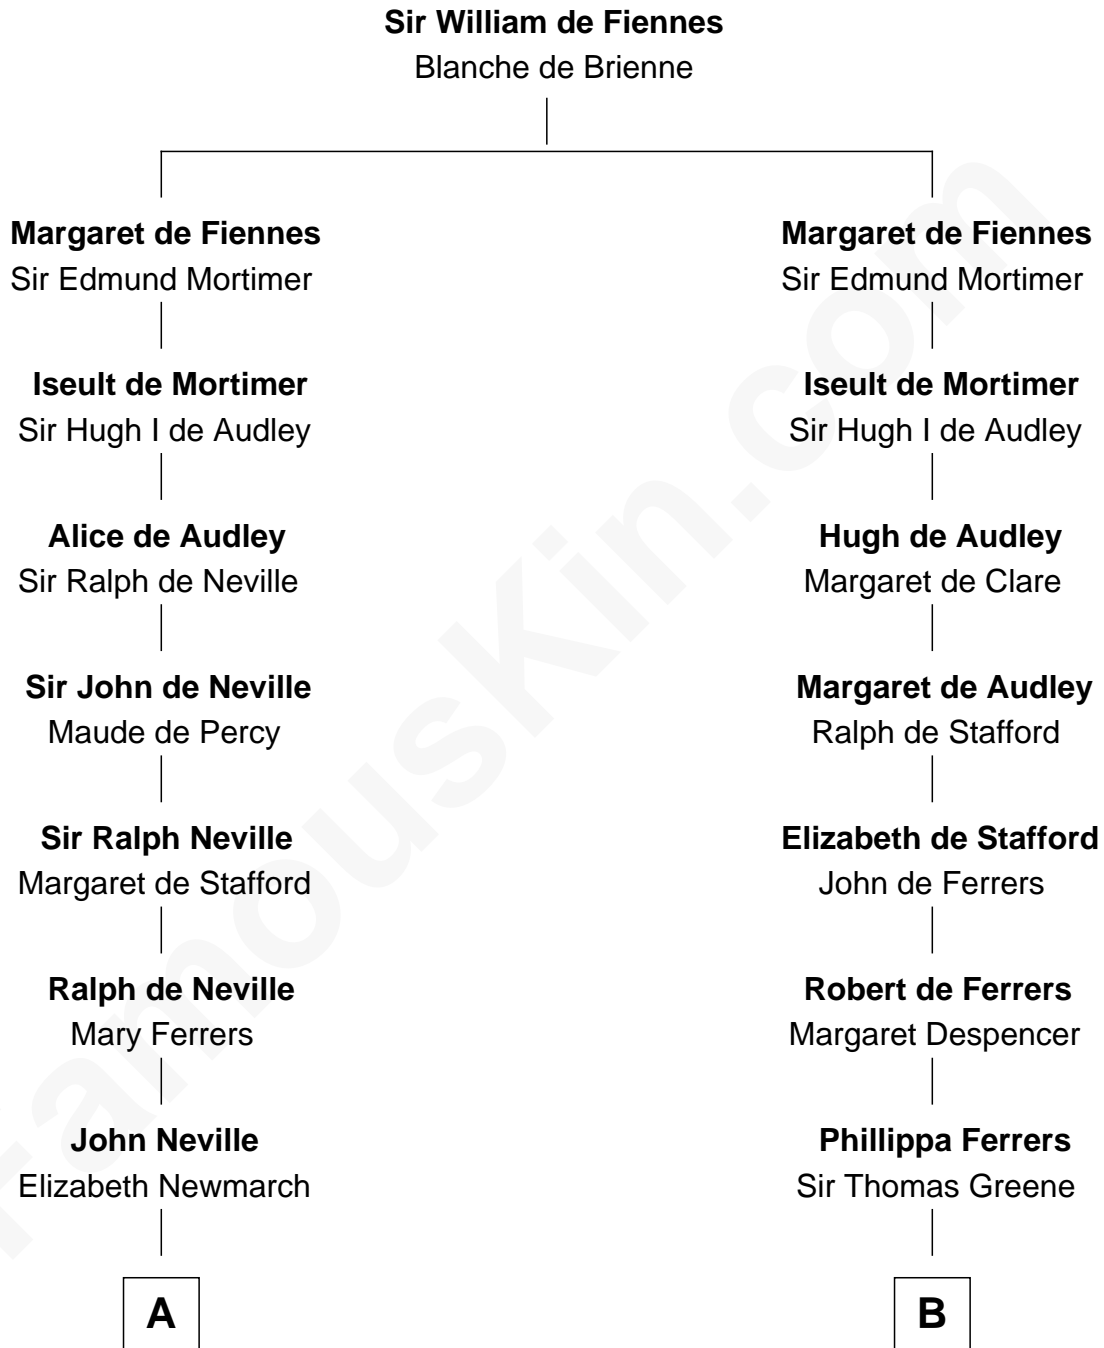 Sir William de Fiennes
Blanche de Brienne
Margaret de Fiennes
Sir Edmund Mortimer
Margaret de Fiennes
Sir Edmund Mortimer
Iseult de Mortimer
Sir Hugh I de Audley
Iseult de Mortimer
Sir Hugh I de Audley
Alice de Audley
Sir Ralph de Neville
Hugh de Audley
Margaret de Clare
Sir John de Neville
Maude de Percy
Margaret de Audley
Ralph de Stafford
Sir Ralph Neville
Margaret de Stafford
Elizabeth de Stafford
John de Ferrers
Ralph de Neville
Mary Ferrers
Robert de Ferrers
Margaret Despencer
John Neville
Elizabeth Newmarch
Phillippa Ferrers
Sir Thomas Greene
A
B
FamousKin.com